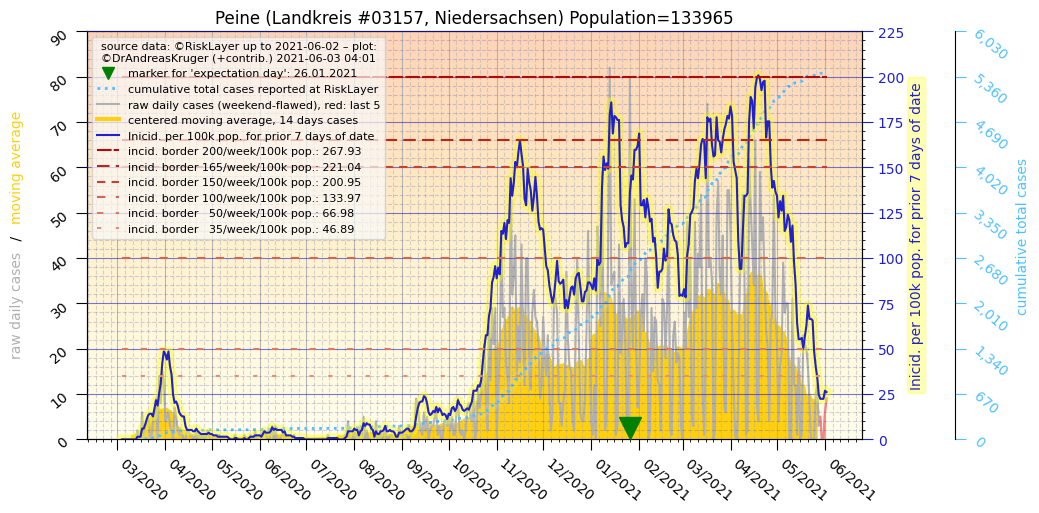 Peine (Landkreis #03157, Niedersachsen) Population=133965
source data: ©RiskLayer up to 2021-06-02 – plot:
©DrAndreasKruger (+contrib.) 2021-06-03 04:01
marker for 'expectation day': 26.01.2021
cumulative total cases reported at RiskLayer
raw daily cases (weekend-flawed), red: last 5
centered moving average, 14 days cases
Inicid. per 100k pop. for prior 7 days of date
incid. border 200/week/100k pop.: 267.93
incid. border 165/week/100k pop.: 221.04
incid. border 150/week/100k pop.: 200.95
incid. border 100/week/100k pop.: 133.97
incid. border 50/week/100k pop.: 66.98
incid. border 35/week/100k pop.: 46.89
raw daily cases / moving average
90
80
70
60
50
40
30
20
10
0
03/2020
04/2020
05/2020
06/2020
07/2020
08/2020
09/2020
10/2020
11/2020
12/2020
01/2021
02/2021
03/2021
04/2021
05/2021
06/2021
225
200
175
150
125
100
75
50
25
0
Inicid. per 100k pop. for prior 7 days of date
6,030
5,360
4,690
4,020
3,350
2,680
2,010
1,340
670
0
cumulative total cases